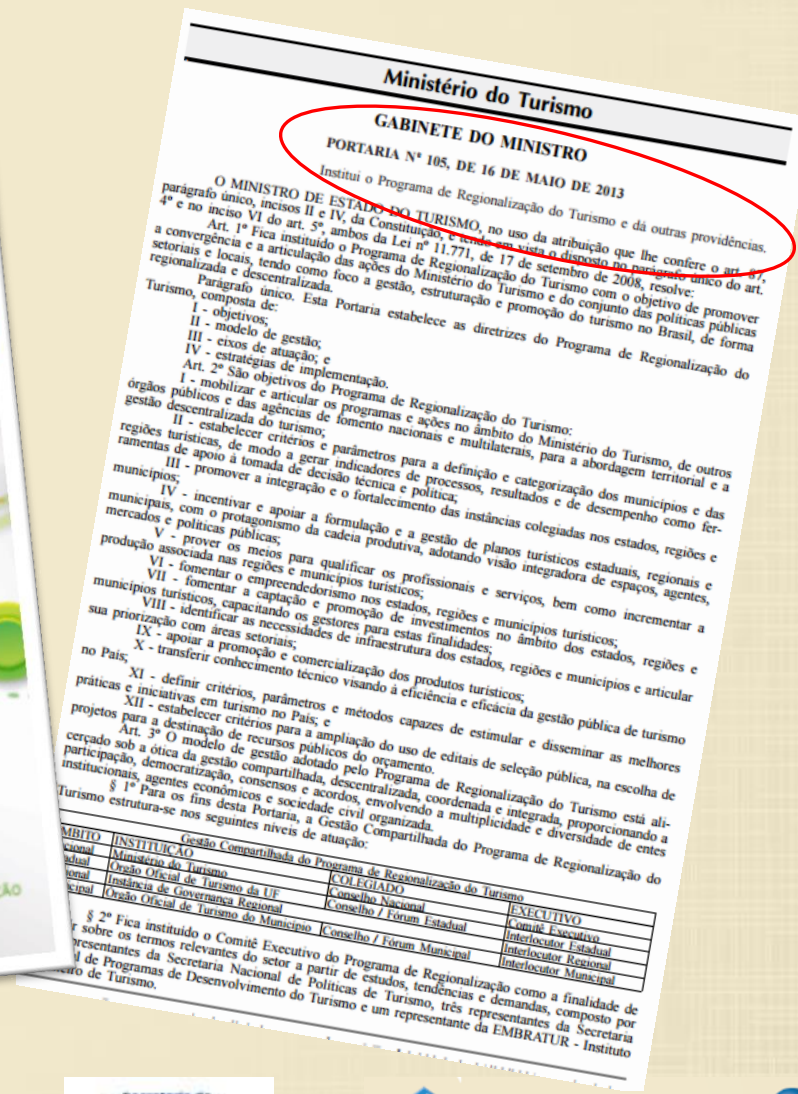 Ministério do Turismo
GABINETE DO MINISTRO
PORTARIA Nº 105, DE 16 DE MAIO DE 2013
Institui o Programa de Regionalização do Turismo e dá outras providências.
O MINISTRO DE ESTADO DO TURISMO, no uso da atribuição que lhe confere o art. 87,
parágrafo único, incisos II e IV, da Constituição, e tendo em vista o disposto no parágrafo único do art.
4º e no inciso VI do art. 5º, ambos da Lei nº 11.771, de 17 de setembro de 2008, resolve:
Art. 1º Fica instituído o Programa de Regionalização do Turismo com o objetivo de promover
a convergência e a articulação das ações do Ministério do Turismo e do conjunto das políticas públicas
setoriais e locais, tendo como foco a gestão, estruturação e promoção do turismo no Brasil, de forma
regionalizada e descentralizada.
Parágrafo único. Esta Portaria estabelece as diretrizes do Programa de Regionalização do
Turismo, composta de:
I - objetivos;
II - modelo de gestão;
III - eixos de atuação; e
IV - estratégias de implementação.
Art. 2º São objetivos do Programa de Regionalização do Turismo:
I - mobilizar e articular os programas e ações no âmbito do Ministério do Turismo, de outros
órgãos públicos e das agências de fomento nacionais e multilaterais, para a abordagem territorial e a
gestão descentralizada do turismo;
II - estabelecer critérios e parâmetros para a definição e categorização dos municípios e das
regiões turísticas, de modo a gerar indicadores de processos, resultados e de desempenho como fer-
ramentas de apoio à tomada de decisão técnica e política;
III - promover a integração e o fortalecimento das instâncias colegiadas nos estados, regiões e
municípios;
IV - incentivar e apoiar a formulação e a gestão de planos turísticos estaduais, regionais e
municipais, com o protagonismo da cadeia produtiva, adotando visão integradora de espaços, agentes,
mercados e políticas públicas;
V - prover os meios para qualificar os profissionais e serviços, bem como incrementar a
produção associada nas regiões e municípios turísticos;
VI - fomentar o empreendedorismo nos estados, regiões e municípios turísticos;
VII - fomentar a captação e promoção de investimentos no âmbito dos estados, regiões e
municípios turísticos, capacitando os gestores para estas finalidades;
VIII - identificar as necessidades de infraestrutura dos estados, regiões e municípios e articular
sua priorização com áreas setoriais;
IX - apoiar a promoção e comercialização dos produtos turísticos;
X - transferir conhecimento técnico visando à eficiência e eficácia da gestão pública de turismo
no País;
XI - definir critérios, parâmetros e métodos capazes de estimular e disseminar as melhores
práticas e iniciativas em turismo no País; e
XII - estabelecer critérios para a ampliação do uso de editais de seleção pública, na escolha de
projetos para a destinação de recursos públicos do orçamento.
Art. 3º O modelo de gestão adotado pelo Programa de Regionalização do Turismo está ali-
cerçado sob a ótica da gestão compartilhada, descentralizada, coordenada e integrada, proporcionando a
participação, democratização, consensos e acordos, envolvendo a multiplicidade e diversidade de entes
institucionais, agentes econômicos e sociedade civil organizada.
§ 1º Para os fins desta Portaria, a Gestão Compartilhada do Programa de Regionalização do
Turismo estrutura-se nos seguintes níveis de atuação:
Gestão Compartilhada do Programa de Regionalização do Turismo
MBITO INSTITUIÇÃO COLEGIADO EXECUTIVO
cional Ministério do Turismo Conselho Nacional Comitê Executivo
adual Órgão Oficial de Turismo da UF Conselho / Fórum Estadual Interlocutor Estadual
ional Instância de Governança Regional Interlocutor Regional
icipal Órgão Oficial de Turismo do Município Conselho / Fórum Municipal Interlocutor Municipal
§ 2º Fica instituído o Comitê Executivo do Programa de Regionalização como a finalidade de
r sobre os termos relevantes do setor a partir de estudos, tendências e demandas, composto por
presentantes da Secretaria Nacional de Políticas de Turismo, três representantes da Secretaria
l de Programas de Desenvolvimento do Turismo e um representante da EMBRATUR - Instituto
eiro de Turismo.
ÃO